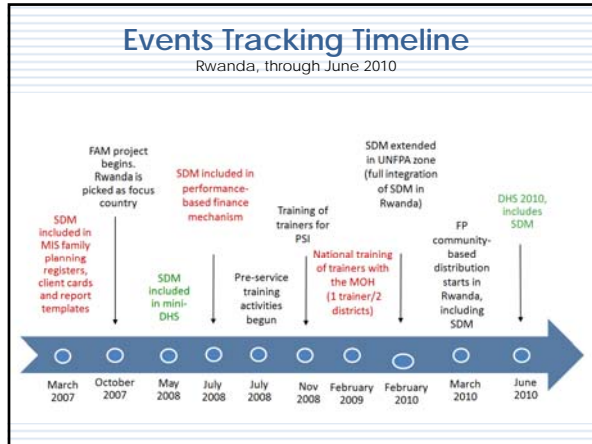 Events Tracking Timeline
Rwanda, through June 2010
SDM
included in
MIS family
planning
registers,
client cards
and report
templates
FAM project
begins.
Rwanda is
picked as focus
country
SDM
included
in mini-
DHS
SDM included in
performance-
based finance
mechanism
Pre-service
training
activities
begun
Training of
trainers for
PSI
National training
of trainers with
the MOH
(1 trainer/2
districts)
SDM extended
in UNFPA zone
(full integration
of SDM in
Rwanda)
FP
community-
based
distribution
starts in
Rwanda,
including
SDM
DHS 2010,
includes
SDM
March
2007
October
2007
May
2008
July
2008
July
2008
Nov
2008
February
2009
February
2010
March
2010
June
2010